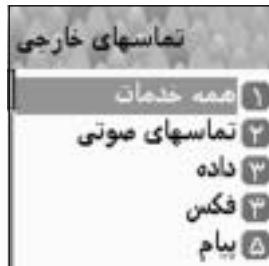 تماسهای خارجی
۱ همه خدمات
۲ تماسهای صوتی
۳ داده
۴ فکس
۵ پیام